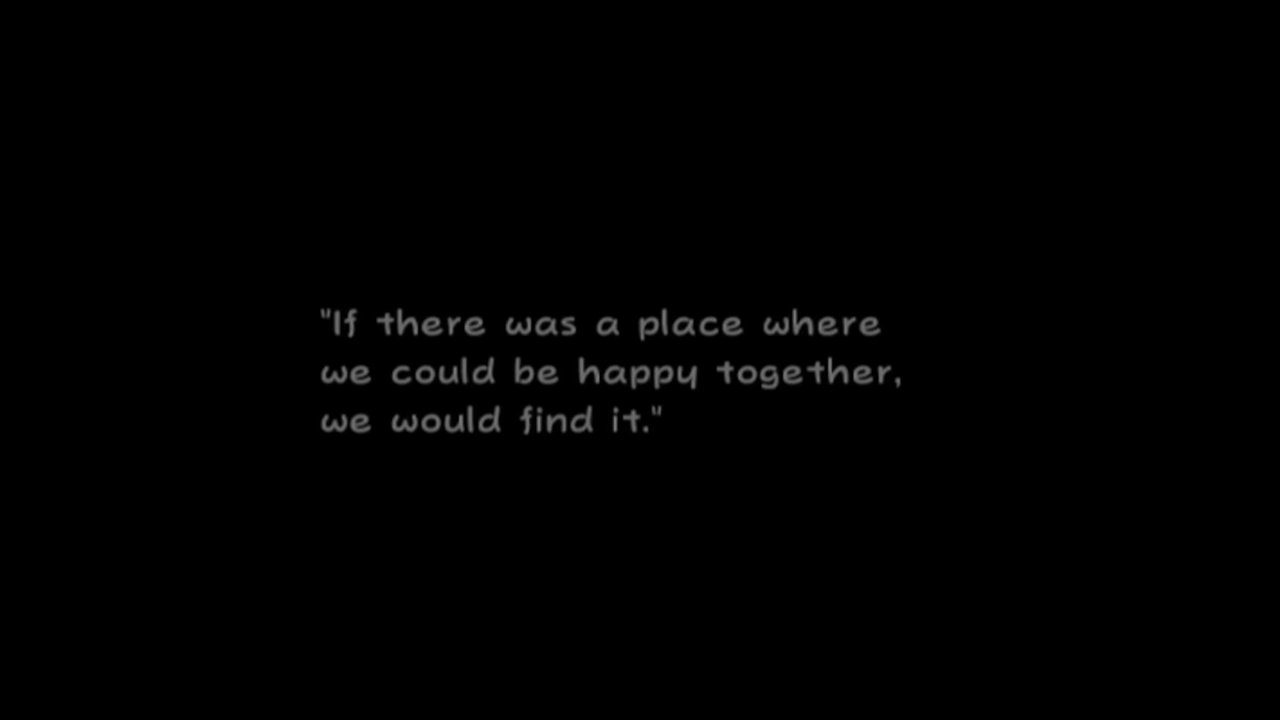 "If there was a place where
we could be happy together,
we would find it."